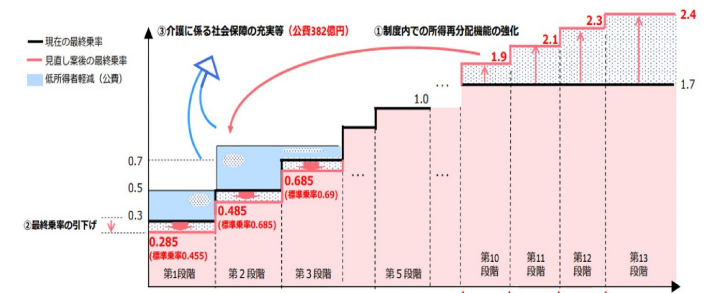 ③介護に係る社会保障の充実等（公費382億円）
①制度内での所得再分配機能の強化
現在の最終乗率
見直し案後の最終乗率
低所得者軽減（公費）
2.4
2.3
2.1
1.9
1.7
…
1.0
0.7
0.5
0.3
②最終乗率の引下げ
0.685
(標準乗率0.69)
0.485
(標準乗率0.685)
0.285
(標準乗率0.455)
…
…
第1段階
第２段階
第３段階
第５段階
第10
段階
第11
段階
第12
段階
第13
段階